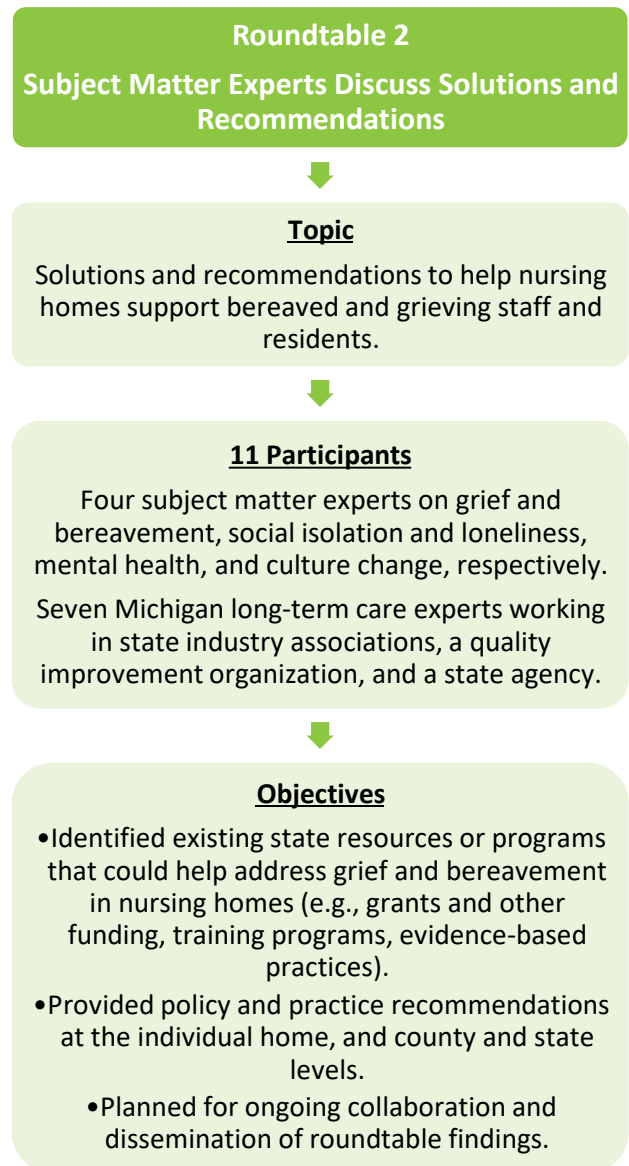 Roundtable 2
Subject Matter Experts Discuss Solutions and
Recommendations
Topic
Solutions and recommendations to help nursing
homes support bereaved and grieving staff and
residents.
11 Participants
Four subject matter experts on grief and
bereavement, social isolation and loneliness,
mental health, and culture change, respectively.
Seven Michigan long-term care experts working
in state industry associations, a quality
improvement organization, and a state agency.
Objectives
•Identified existing state resources or programs
that could help address grief and bereavement
in nursing homes (e.g., grants and other
funding, training programs, evidence-based
practices).
•Provided policy and practice recommendations
at the individual home, and county and state
levels.
•Planned for ongoing collaboration and
dissemination of roundtable findings.